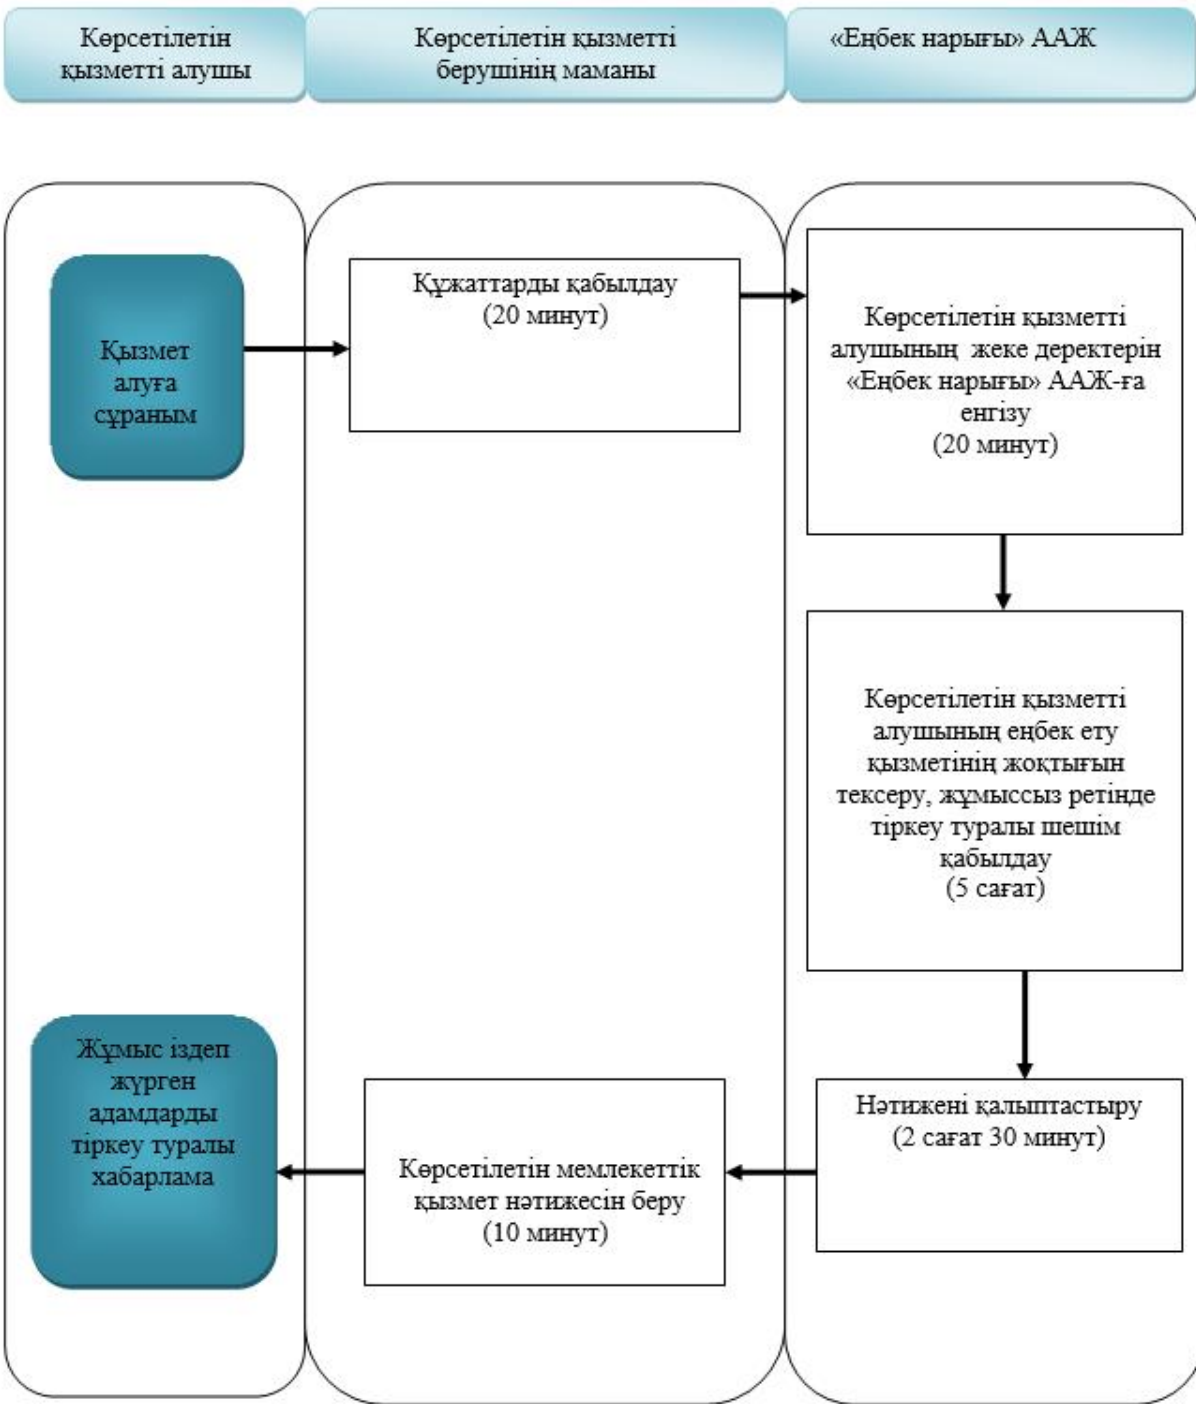 Көрсетілетін
қызметті алушы
Көрсетілетін қызметті
берушінің маманы
«Еңбек нарығы» ААЖ
Қызмет
алуға
сұраным
Құжаттарды қабылдау
(20 минут)
Көрсетілетін қызметті
алушының жеке деректерін
«Еңбек нарығы» ААЖ-ға
енгізу
(20 минут)
Көрсетілетін қызметті
алушының еңбек ету
қызметінің жоқтығын
тексеру, жұмыссыз ретінде
тіркеу туралы шешім
қабылдау
(5 сағат)
Нәтижені қалыптастыру
(2 сағат 30 минут)
Көрсетілетін мемлекеттік
қызмет нәтижесін беру
(10 минут)
Жұмыс іздеп
жүрген
адамдарды
тіркеу туралы
хабарлама